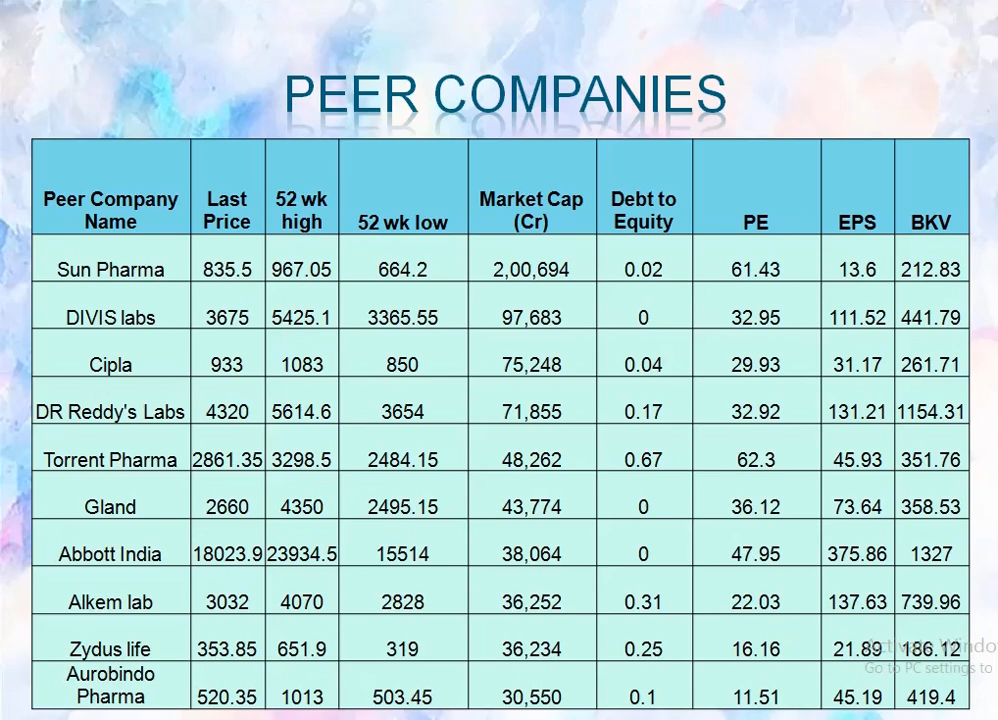 PEER COMPANIES
Peer Company Name Last Price 52 wk high 52 wk low Market Cap (Cr) Debt to Equity PE EPS BKV
Sun Pharma 835.5 967.05 664.2 2,00,694 0.02 61.43 13.6 212.83
DIVIS labs 3675 5425.1 3365.55 97,683 0 32.95 111.52 441.79
Cipla 933 1083 850 75,248 0.04 29.93 31.17 261.71
DR Reddy's Labs 4320 5614.6 3654 71,855 0.17 32.92 131.21 1154.31
Torrent Pharma 2861.35 3298.5 2484.15 48,262 0.67 62.3 45.93 351.76
Gland 2660 4350 2495.15 43,774 0 36.12 73.64 358.53
Abbott India 18023.9 23934.5 15514 38,064 0 47.95 375.86 1327
Alkem lab 3032 4070 2828 36,252 0.31 22.03 137.63 739.96
Zydus life 353.85 651.9 319 36,234 0.25 16.16 21.89 186.12
Aurobindo Pharma 520.35 1013 503.45 30,550 0.1 11.51 45.19 419.4
Activate Windo
Go to PC settings to